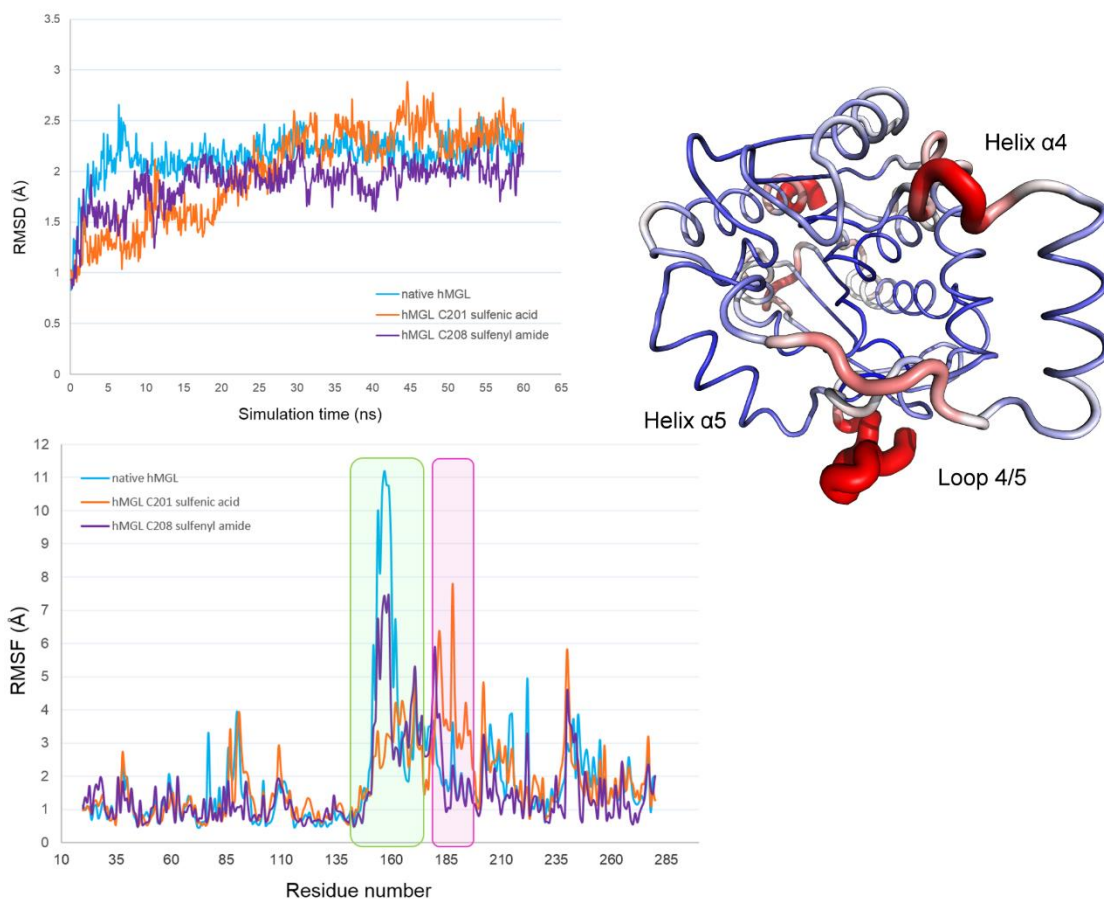 3.5
3
2.5
2
1.5
1
0.5
0
RMSD (Å)
0 5 10 15 20 25 30 35 40 45 50 55 60 65
Simulation time (ns)
native hMGL
hMGL C201 sulfenic acid
hMGL C208 sulfenyl amide
Helix α4
Helix α5
Loop 4/5
12
11
10
9
8
7
6
5
4
3
2
1
0
RMSF (Å)
native hMGL
hMGL C201 sulfenic acid
hMGL C208 sulfenyl amide
10 35 60 85 110 135 160 185 210 235 260 285
Residue number